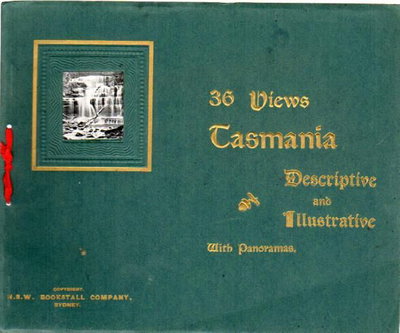 36 Views
Tasmania
Descriptive
and
Illustrative
With Panoramas.
COPYRIGHT.
N.S.W. BOOKSTALL COMPANY,
SYDNEY.